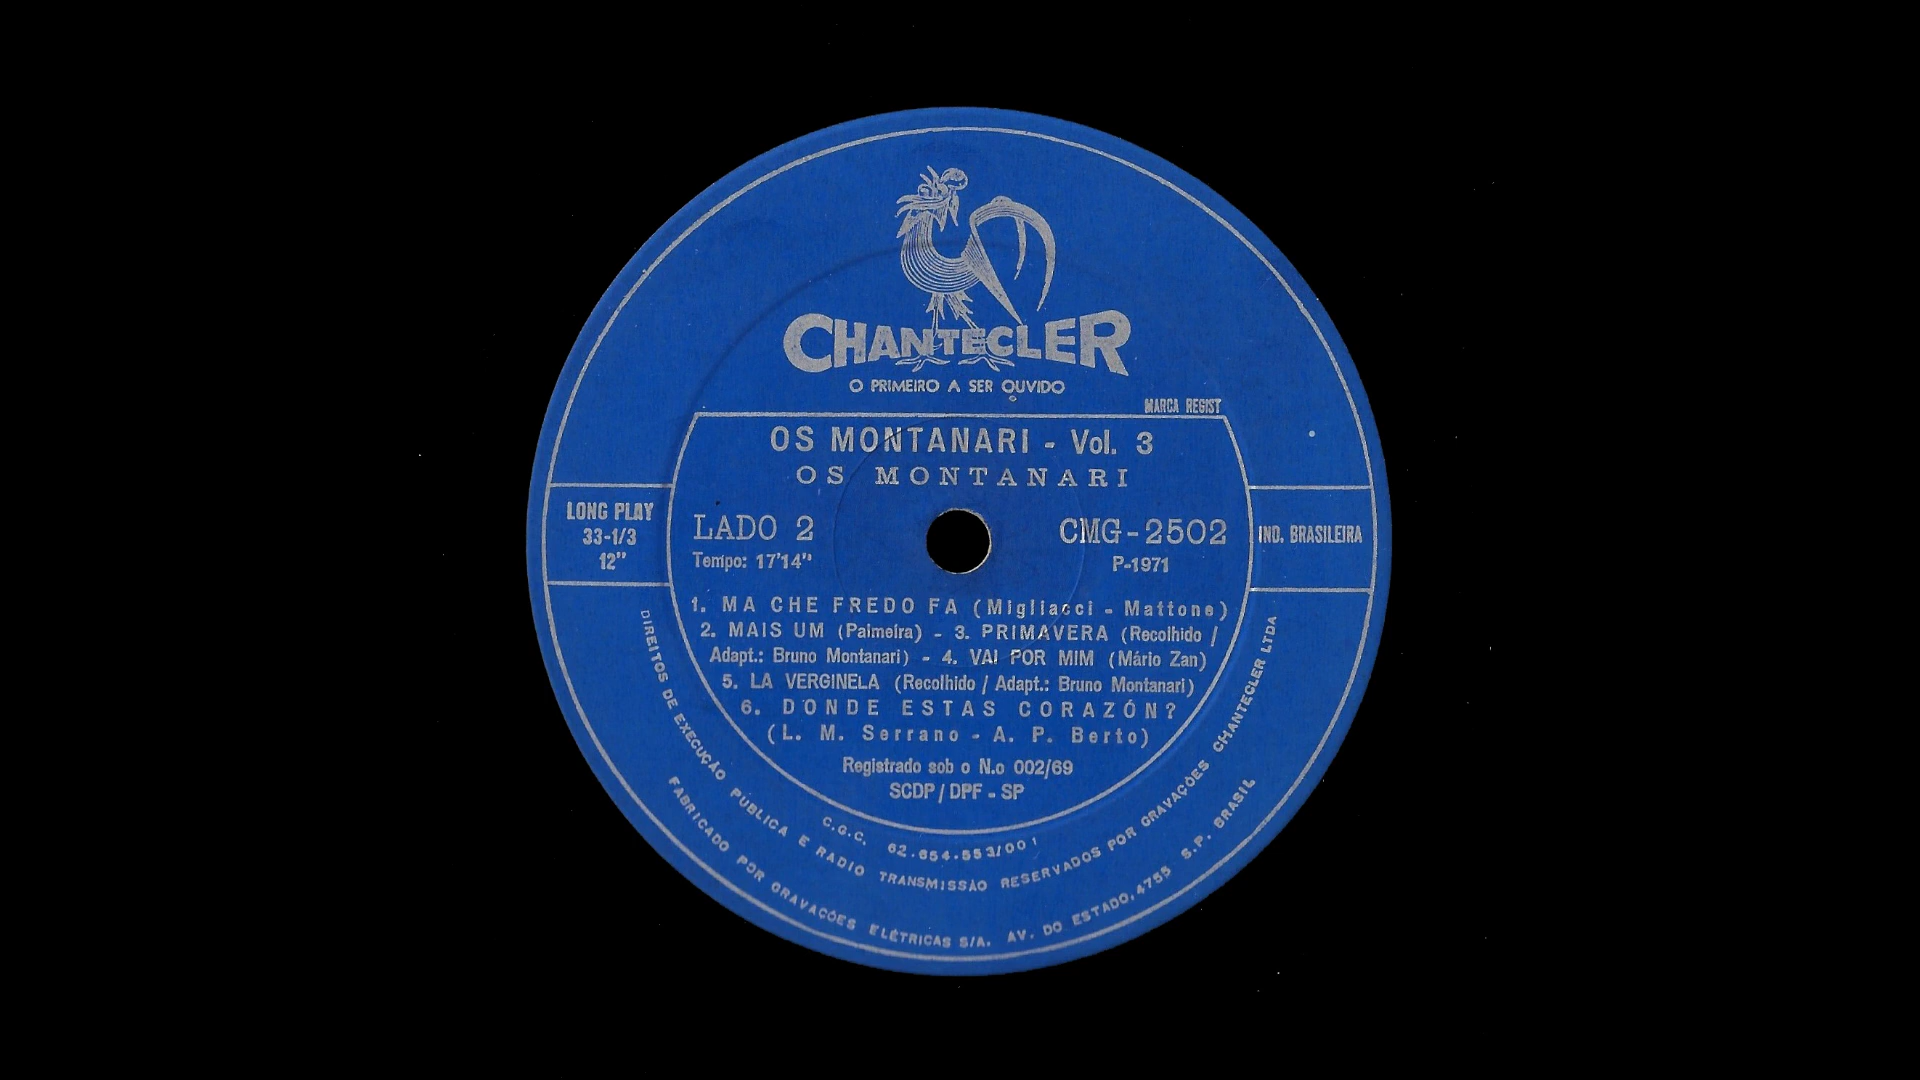 CHANTECLER
O PRIMEIRO A SER OUVIDO
MARCA REGIST
OS MONTANARI - Vol. 3
OS MONTANARI
LONG PLAY
33-1/3
12"
LADO 2
Tempo: 17'14"
CMG-2502
P-1971
IND. BRASILEIRA
1. MA CHE FREDO FA (Migliacci - Mattone)
2. MAIS UM (Palmeira) - 3. PRIMAVERA (Recolhido /
Adapt.: Bruno Montanari) - 4. VAI POR MIM (Mário Zan)
5. LA VERGINELA (Recolhido / Adapt.: Bruno Montanari)
6. DONDE ESTAS CORAZÓN?
(L. M. Serrano - A. P. Berto)
Registrado sob o N.o 002/69
SCDP / DPF - SP
C.G.C. 62.654.553/001
DIREITOS DE EXECUÇÃO PUBLICA E RADIO TRANSMISSÃO RESERVADOS POR GRAVAÇÕES CHANTECLER LTDA
FABRICADO POR GRAVAÇÕES ELÉTRICAS S/A. AV. DO ESTADO, 4755 S.P. BRASIL